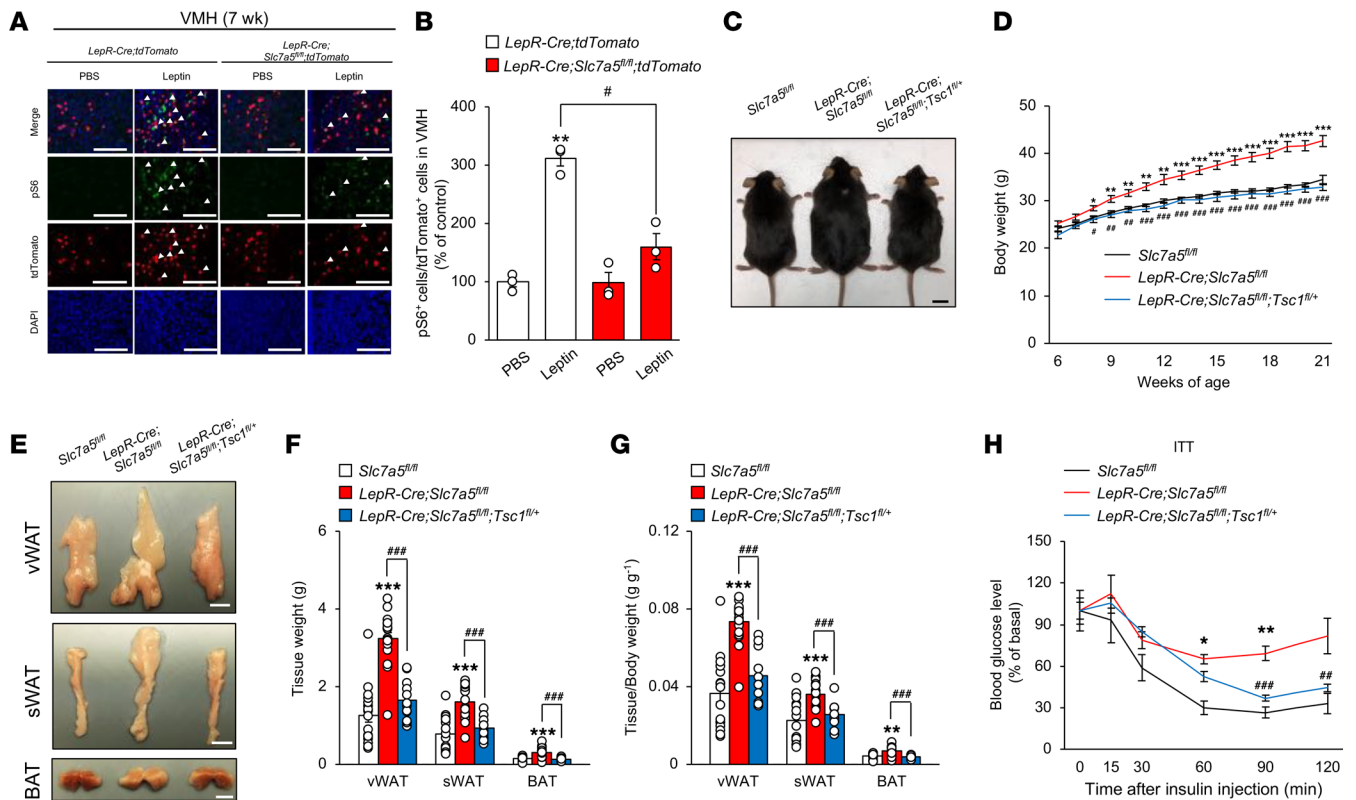 A
VMH (7 wk)
LepR-Cre;tdTomato
LepR-Cre;
Slc7a5fl/fl;tdTomato
PBS
Leptin
PBS
Leptin
Merge
pS6
tdTomato
DAPI
B
LepR-Cre;tdTomato
LepR-Cre;Slc7a5fl/fl;tdTomato
pS6+ cells/tdTomato+ cells in VMH
(% of control)
400
300
200
100
0
**
#
PBS
Leptin
PBS
Leptin
C
Slc7a5fl/fl
LepR-Cre;
Slc7a5fl/fl
LepR-Cre;
Slc7a5fl/fl;Tsc1fl/+
D
Body weight (g)
50
40
30
20
10
0
* ** ** ** ** *** *** *** *** *** *** *** *** ***
# ## ## ### ### ### ### ### ### ### ### ### ### ###
Slc7a5fl/fl
LepR-Cre;Slc7a5fl/fl
LepR-Cre;Slc7a5fl/fl;Tsc1fl/+
6 9 12 15 18 21
Weeks of age
E
Slc7a5fl/fl
LepR-Cre;
Slc7a5fl/fl
LepR-Cre;
Slc7a5fl/fl;Tsc1fl/+
vWAT
sWAT
BAT
F
Slc7a5fl/fl
LepR-Cre;Slc7a5fl/fl
LepR-Cre;Slc7a5fl/fl;Tsc1fl/+
Tissue weight (g)
6
4
2
0
***
###
***
###
***
###
vWAT
sWAT
BAT
G
Slc7a5fl/fl
LepR-Cre;Slc7a5fl/fl
LepR-Cre;Slc7a5fl/fl;Tsc1fl/+
Tissue/Body weight (g g-1)
0.12
0.08
0.04
0
***
###
***
###
**
###
vWAT
sWAT
BAT
H
ITT
Slc7a5fl/fl
LepR-Cre;Slc7a5fl/fl
LepR-Cre;Slc7a5fl/fl;Tsc1fl/+
Blood glucose level
(% of basal)
150
120
90
60
30
0
*
**
###
##
0 15 30 60 90 120
Time after insulin injection (min)